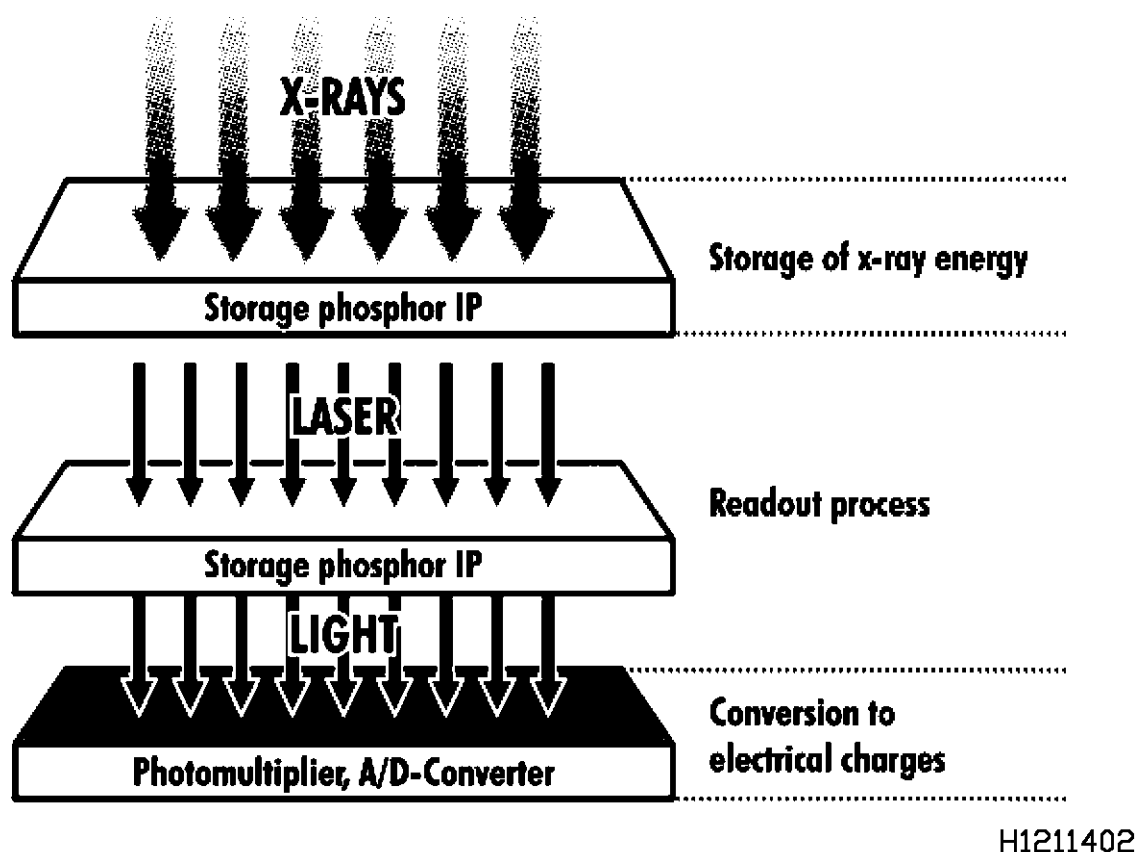 X-RAYS
Storage of x-ray energy
Storage phosphor IP
LASER
Readout process
Storage phosphor IP
LIGHT
Conversion to
electrical charges
Photomultiplier, A/D-Converter
H1211402